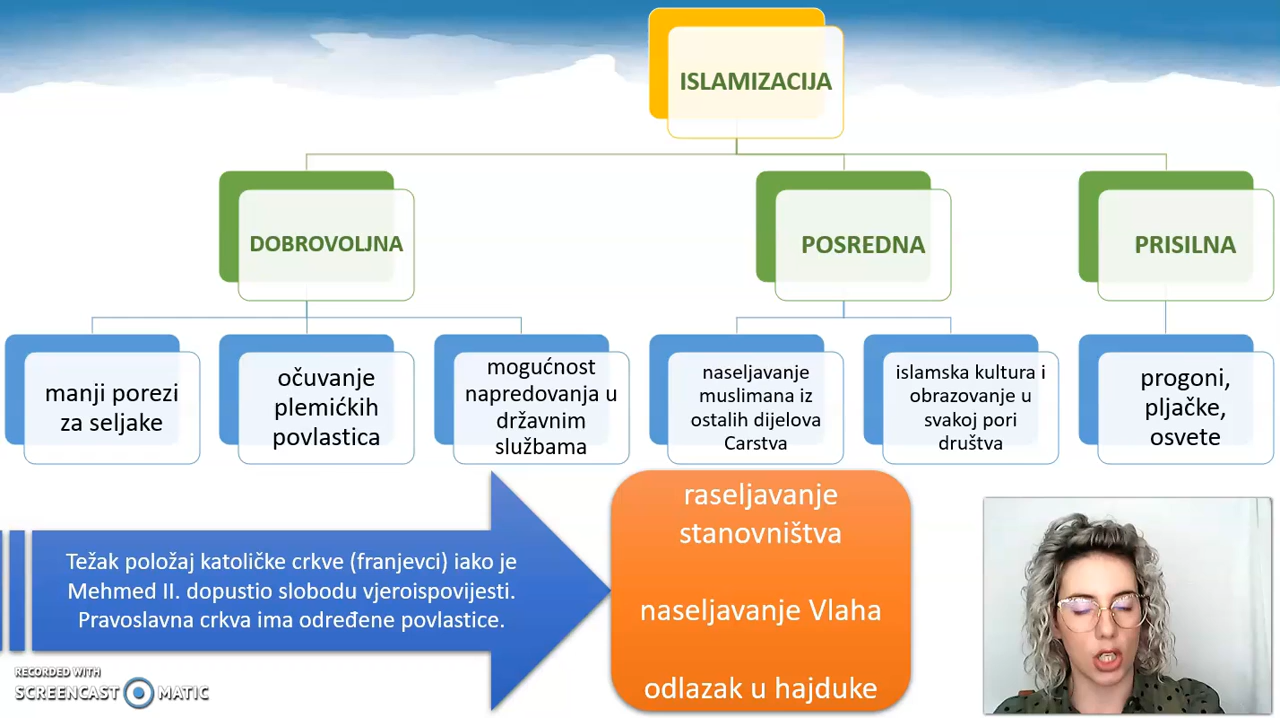 ISLAMIZACIJA
DOBROVOLJNA
POSREDNA
PRISILNA
manji porezi
za seljake
očuvanje
plemićkih
povlastica
mogućnost
napredovanja u
državnim
službama
naseljavanje
muslimana iz
ostalih dijelova
Carstva
islamska kultura i
obrazovanje u
svakoj pori
društva
progoni,
pljačke,
osvete
Težak položaj katoličke crkve (franjevci) iako je
Mehmed II. dopustio slobodu vjeroispovijesti.
Pravoslavna crkva ima određene povlastice.
raseljavanje
stanovništva
naseljavanje Vlaha
odlazak u hajduke
RECORDED WITH
SCREENCAST MATIC